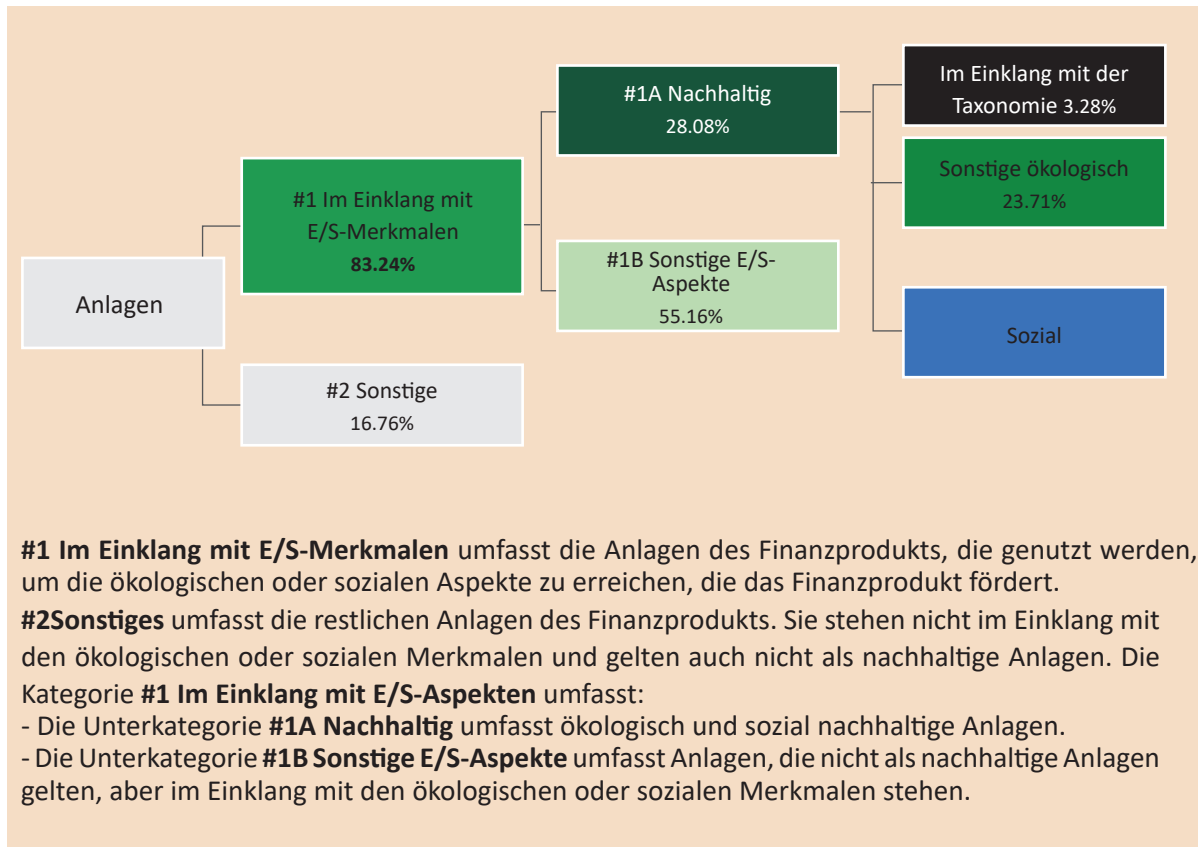 Anlagen
#1 Im Einklang mit
E/S-Merkmalen
83.24%
#2 Sonstige
16.76%
#1A Nachhaltig
28.08%
#1B Sonstige E/S-
Aspekte
55.16%
Im Einklang mit der
Taxonomie 3.28%
Sonstige ökologisch
23.71%
Sozial
#1 Im Einklang mit E/S-Merkmalen umfasst die Anlagen des Finanzprodukts, die genutzt werden,
um die ökologischen oder sozialen Aspekte zu erreichen, die das Finanzprodukt fördert.
#2Sonstiges umfasst die restlichen Anlagen des Finanzprodukts. Sie stehen nicht im Einklang mit
den ökologischen oder sozialen Merkmalen und gelten auch nicht als nachhaltige Anlagen. Die
Kategorie #1 Im Einklang mit E/S-Aspekten umfasst:
- Die Unterkategorie #1A Nachhaltig umfasst ökologisch und sozial nachhaltige Anlagen.
- Die Unterkategorie #1B Sonstige E/S-Aspekte umfasst Anlagen, die nicht als nachhaltige Anlagen
gelten, aber im Einklang mit den ökologischen oder sozialen Merkmalen stehen.